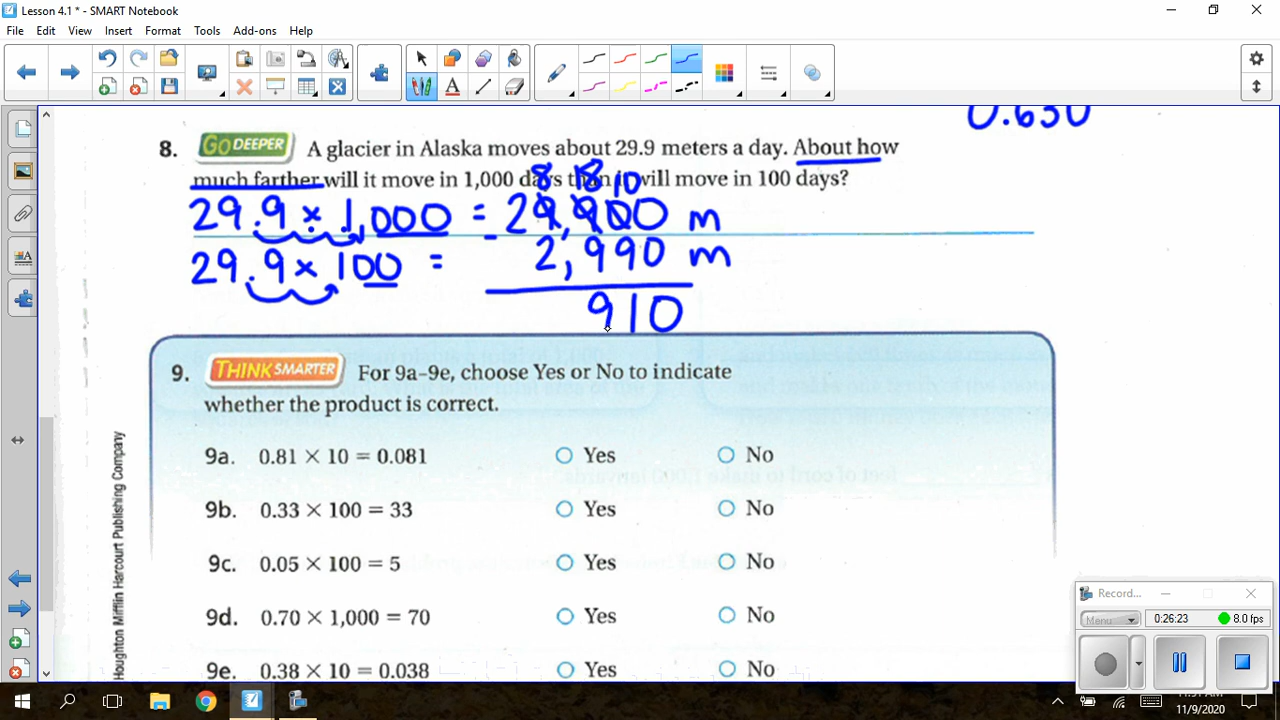 Lesson 4.1 * - SMART Notebook
File Edit View Insert Format Tools Add-ons Help
0.630
8. GO DEEPER A glacier in Alaska moves about 29.9 meters a day. About how
much farther will it move in 1,000 days than it will move in 100 days?
8 18 10
29.9 × 1,000 = 29,900 m
29.9 × 100 = - 2,990 m
910
9. THINK SMARTER For 9a–9e, choose Yes or No to indicate
whether the product is correct.
9a. 0.81 × 10 = 0.081 Yes No
9b. 0.33 × 100 = 33 Yes No
9c. 0.05 × 100 = 5 Yes No
9d. 0.70 × 1,000 = 70 Yes No
9e. 0.38 × 10 = 0.038 Yes No
Houghton Mifflin Harcourt Publishing Company
Record...
Menu 0:26:23 8.0 fps
11/9/2020